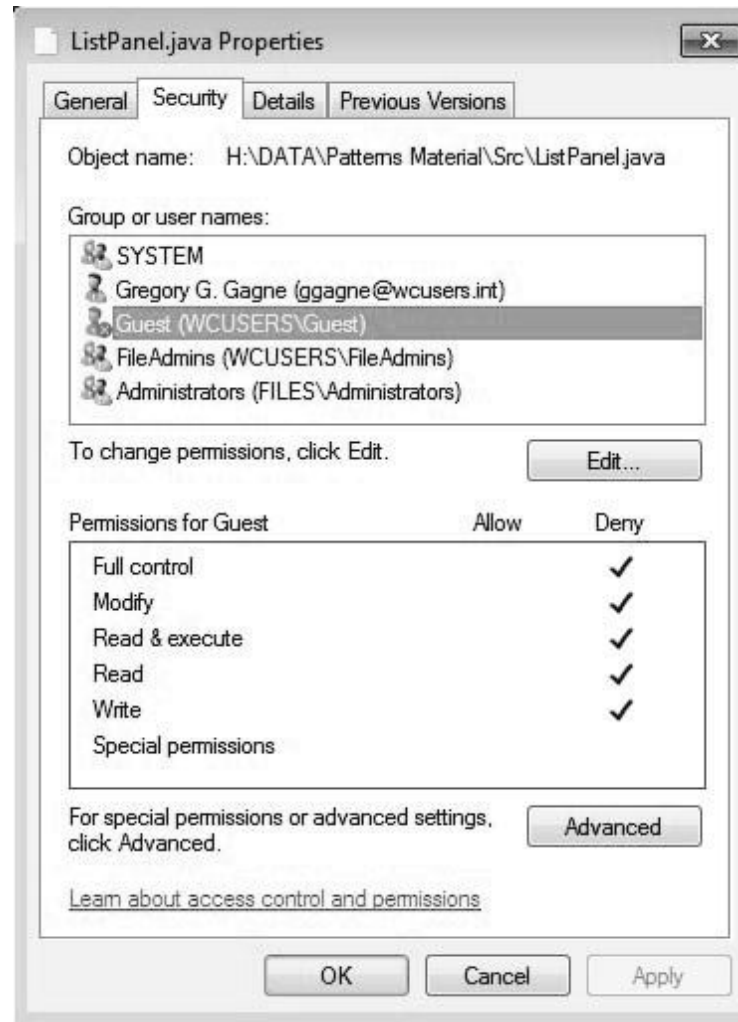 ListPanel.java Properties
General Security Details Previous Versions
Object name: H:\DATA\Patterns Material\Src\ListPanel.java
Group or user names:
SYSTEM
Gregory G. Gagne (ggagne@wcusers.int)
Guest (WCUSERS\Guest)
FileAdmins (WCUSERS\FileAdmins)
Administrators (FILES\Administrators)
To change permissions, click Edit. Edit...
Permissions for Guest Allow Deny
Full control
Modify
Read & execute
Read
Write
Special permissions
For special permissions or advanced settings, Advanced
click Advanced.
Learn about access control and permissions
OK Cancel Apply